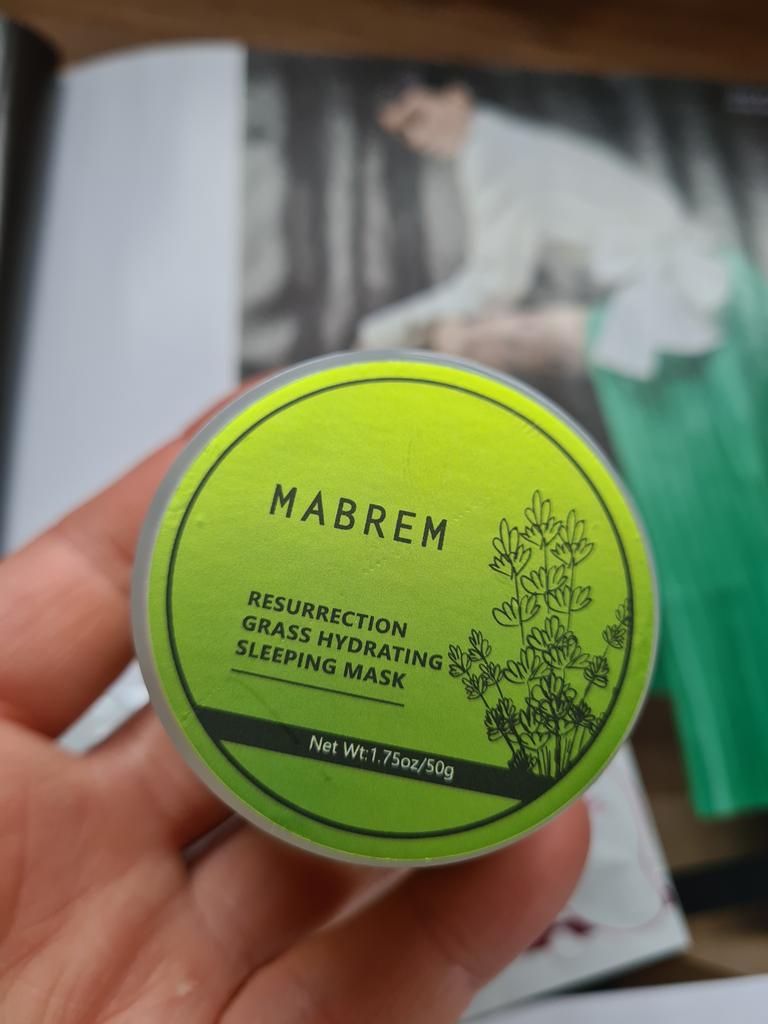 MABREM
RESURRECTION
GRASS HYDRATING
SLEEPING MASK
Net Wt:1.75oz/50g